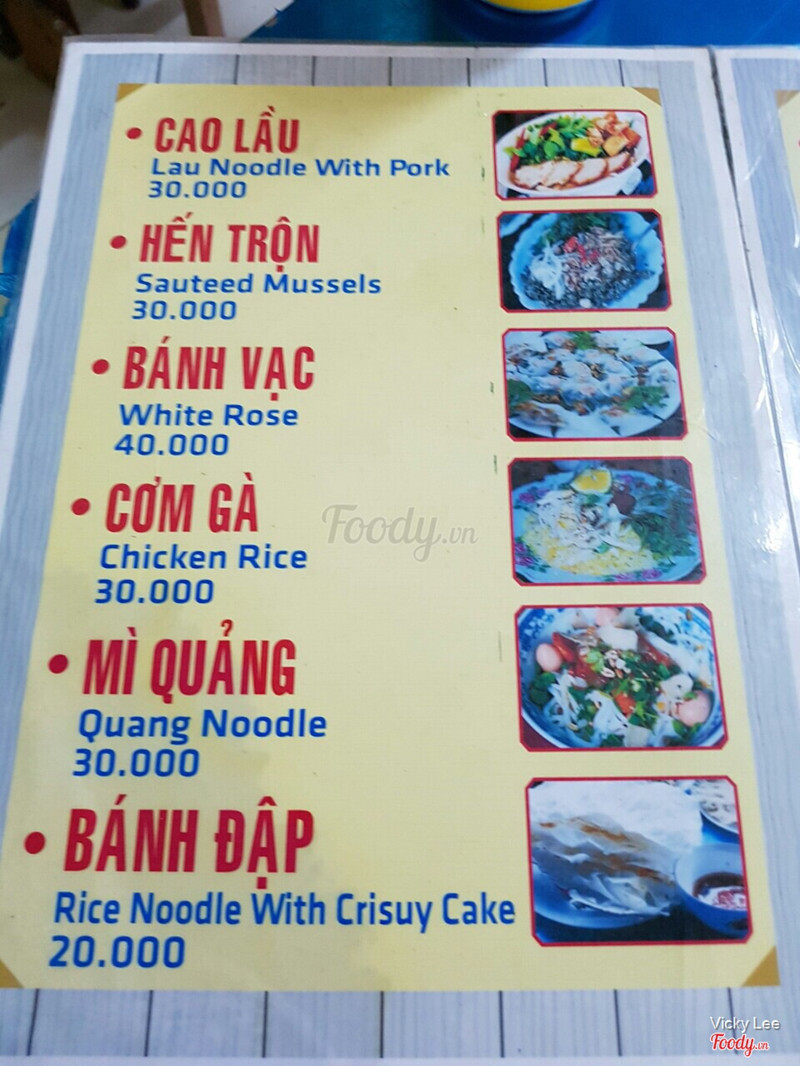 • CAO LẦU
Lau Noodle With Pork
30.000
• HẾN TRỘN
Sauteed Mussels
30.000
• BÁNH VẠC
White Rose
40.000
• CƠM GÀ
Chicken Rice
30.000
• MÌ QUẢNG
Quang Noodle
30.000
• BÁNH ĐẬP
Rice Noodle With Crisuy Cake
20.000
Foody.vn
Vicky Lee
Foody.vn